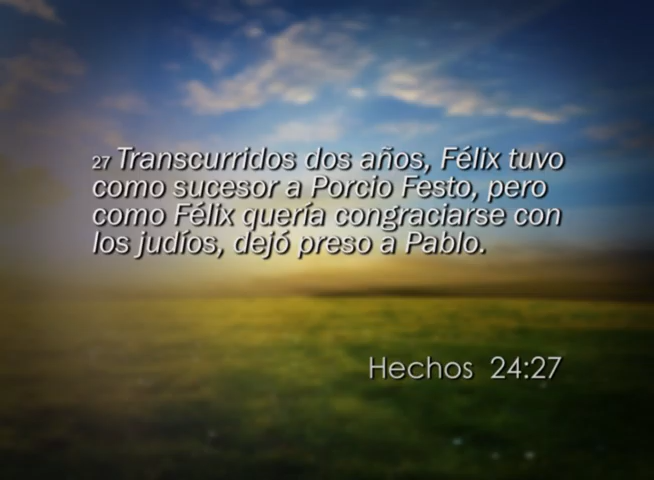 27 Transcurridos dos años, Félix tuvo
como sucesor a Porcio Festo, pero
como Félix quería congraciarse con
los judíos, dejó preso a Pablo.
Hechos 24:27